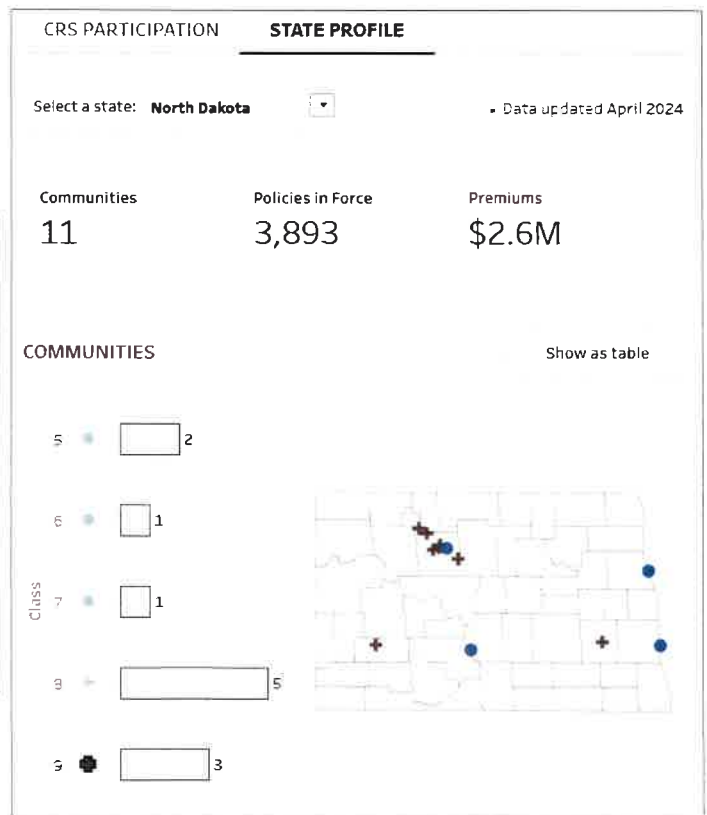 CRS PARTICIPATION STATE PROFILE
Select a state: North Dakota • Data updated April 2024
Communities Policies in Force Premiums
11 3,893 $2.6M
COMMUNITIES Show as table
5 2
6 1
Class
7 1
8 5
9 3